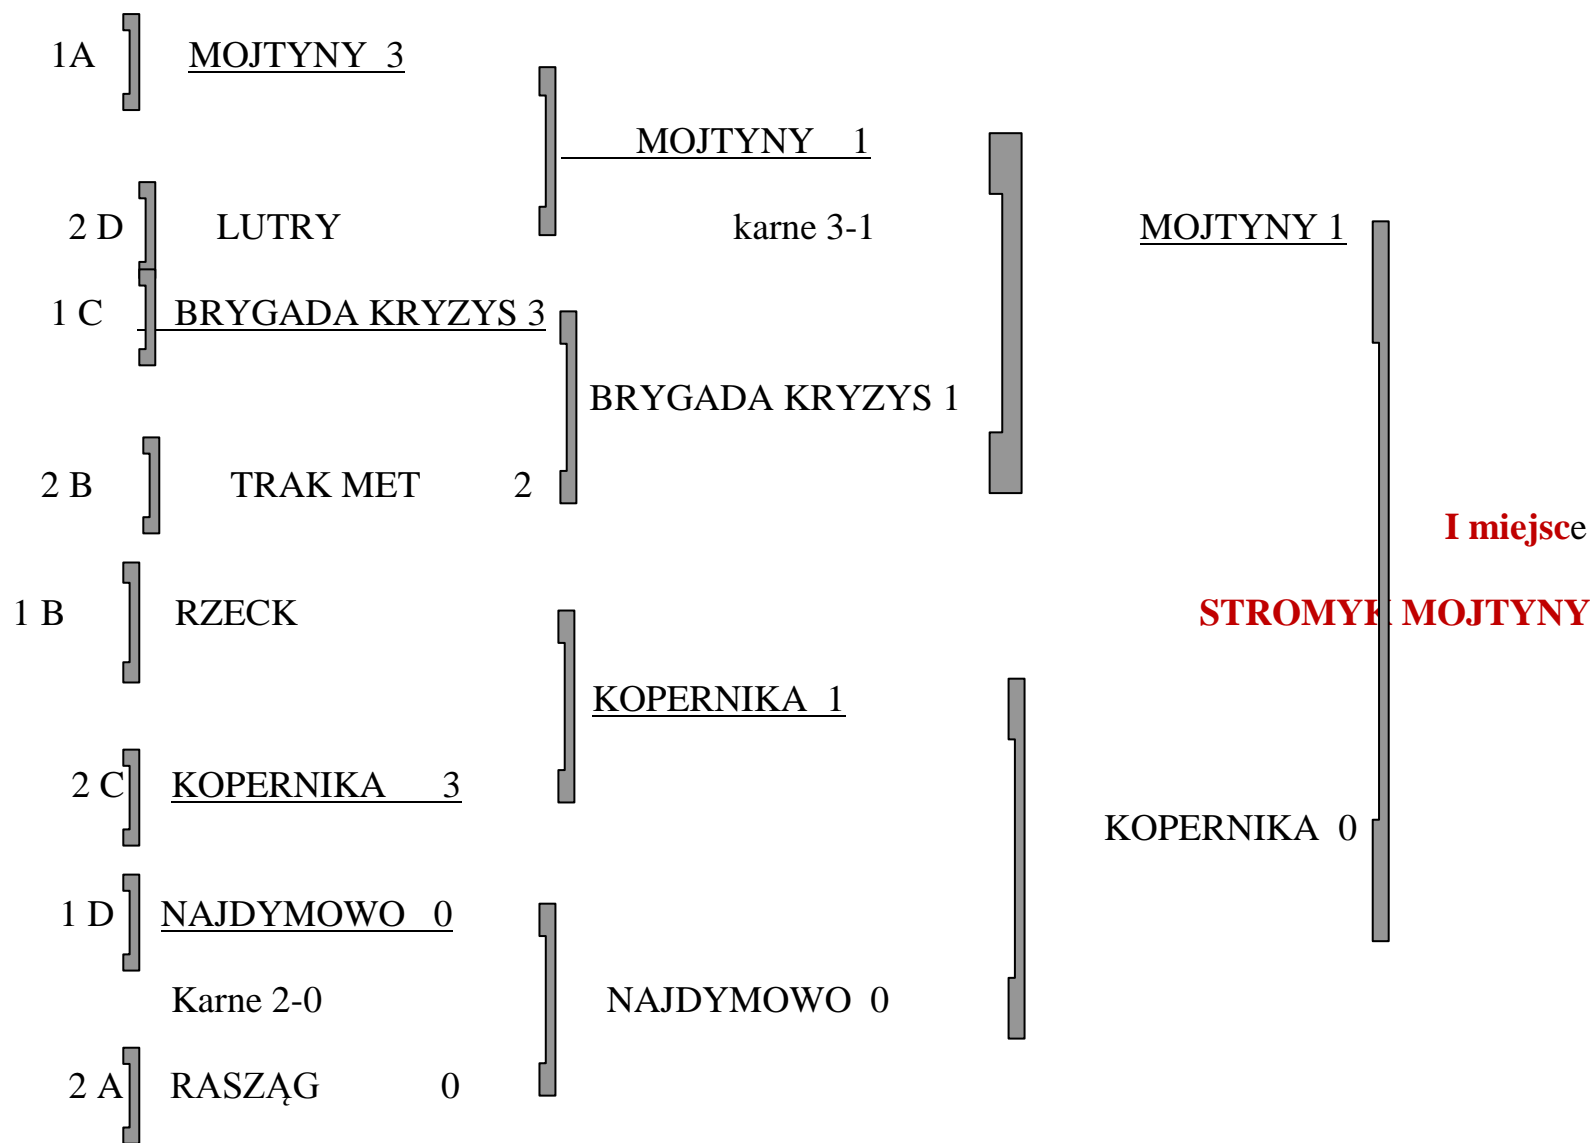 1A MOJTYNY 3
MOJTYNY 1
2 D LUTRY karne 3-1 MOJTYNY 1
1 C BRYGADA KRYZYS 3
BRYGADA KRYZYS 1
2 B TRAK MET 2
I miejsce
1 B RZECK STROMYK MOJTYNY
KOPERNIKA 1
2 C KOPERNIKA 3
KOPERNIKA 0
1 D NAJDYMOWO 0
Karne 2-0 NAJDYMOWO 0
2 A RASZĄG 0